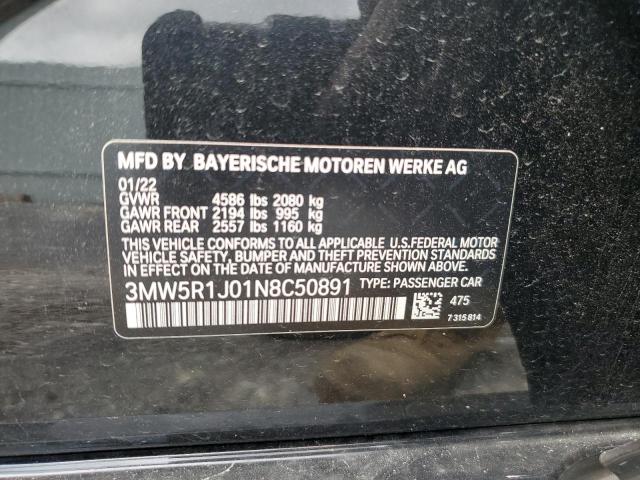 MFD BY BAYERISCHE MOTOREN WERKE AG
01/22
GVWR 4586 lbs 2080 kg
GAWR FRONT 2194 lbs 995 kg
GAWR REAR 2557 lbs 1160 kg
THIS VEHICLE CONFORMS TO ALL APPLICABLE U.S.FEDERAL MOTOR
VEHICLE SAFETY, BUMPER AND THEFT PREVENTION STANDARDS
IN EFFECT ON THE DATE OF MANUFACTURE SHOWN ABOVE.
3MW5R1J01N8C50891 TYPE: PASSENGER CAR
475
7 315 814